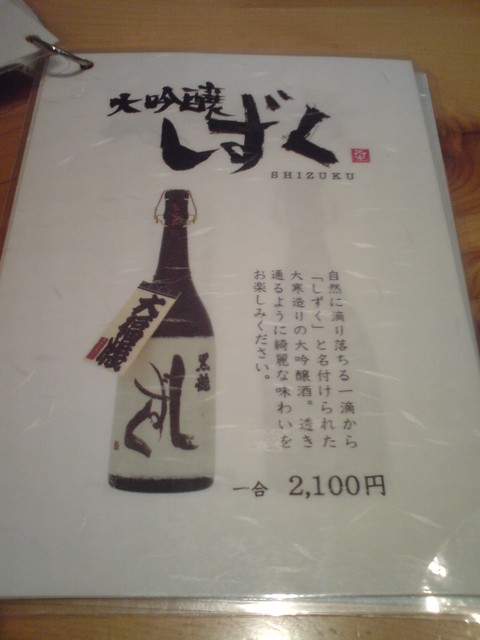 大吟醸
しずく
SHIZUKU
自然に滴り落ちる一滴から
「しずく」と名付けられた
大寒造りの大吟醸酒。透き
通るように綺麗な味わいを
お楽しみください。
黒龍
しずく
一合 2,100円